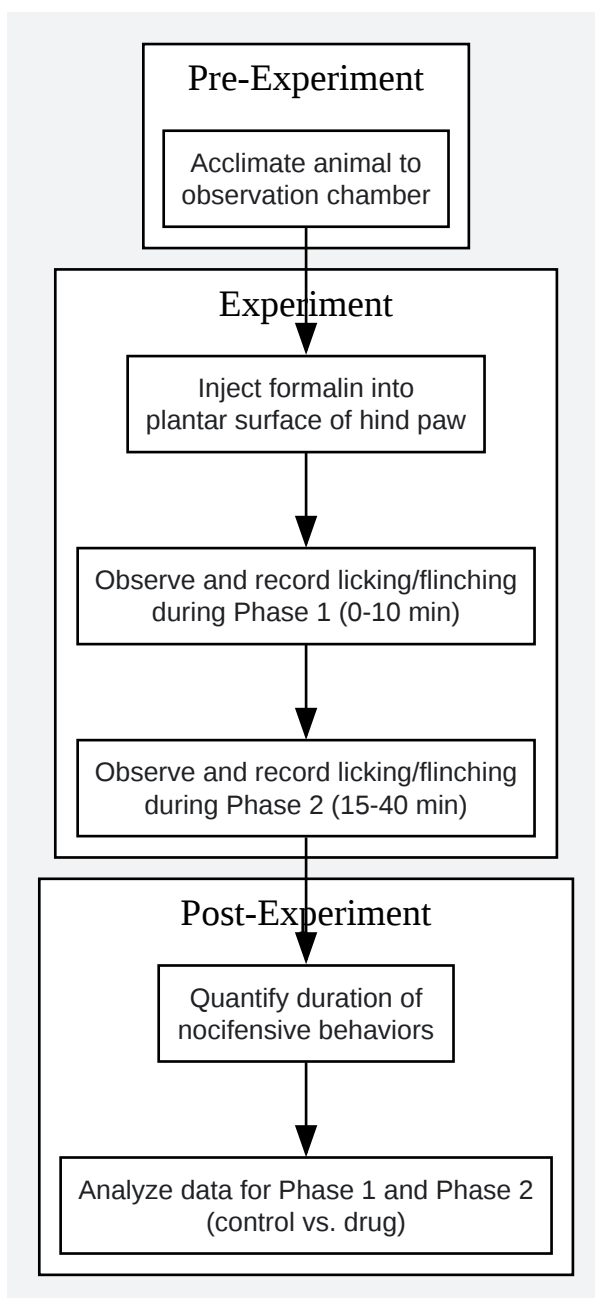 Pre-Experiment
Acclimate animal to
observation chamber
Experiment
Inject formalin into
plantar surface of hind paw
Observe and record licking/flinching
during Phase 1 (0-10 min)
Observe and record licking/flinching
during Phase 2 (15-40 min)
Post-Experiment
Quantify duration of
nocifensive behaviors
Analyze data for Phase 1 and Phase 2
(control vs. drug)